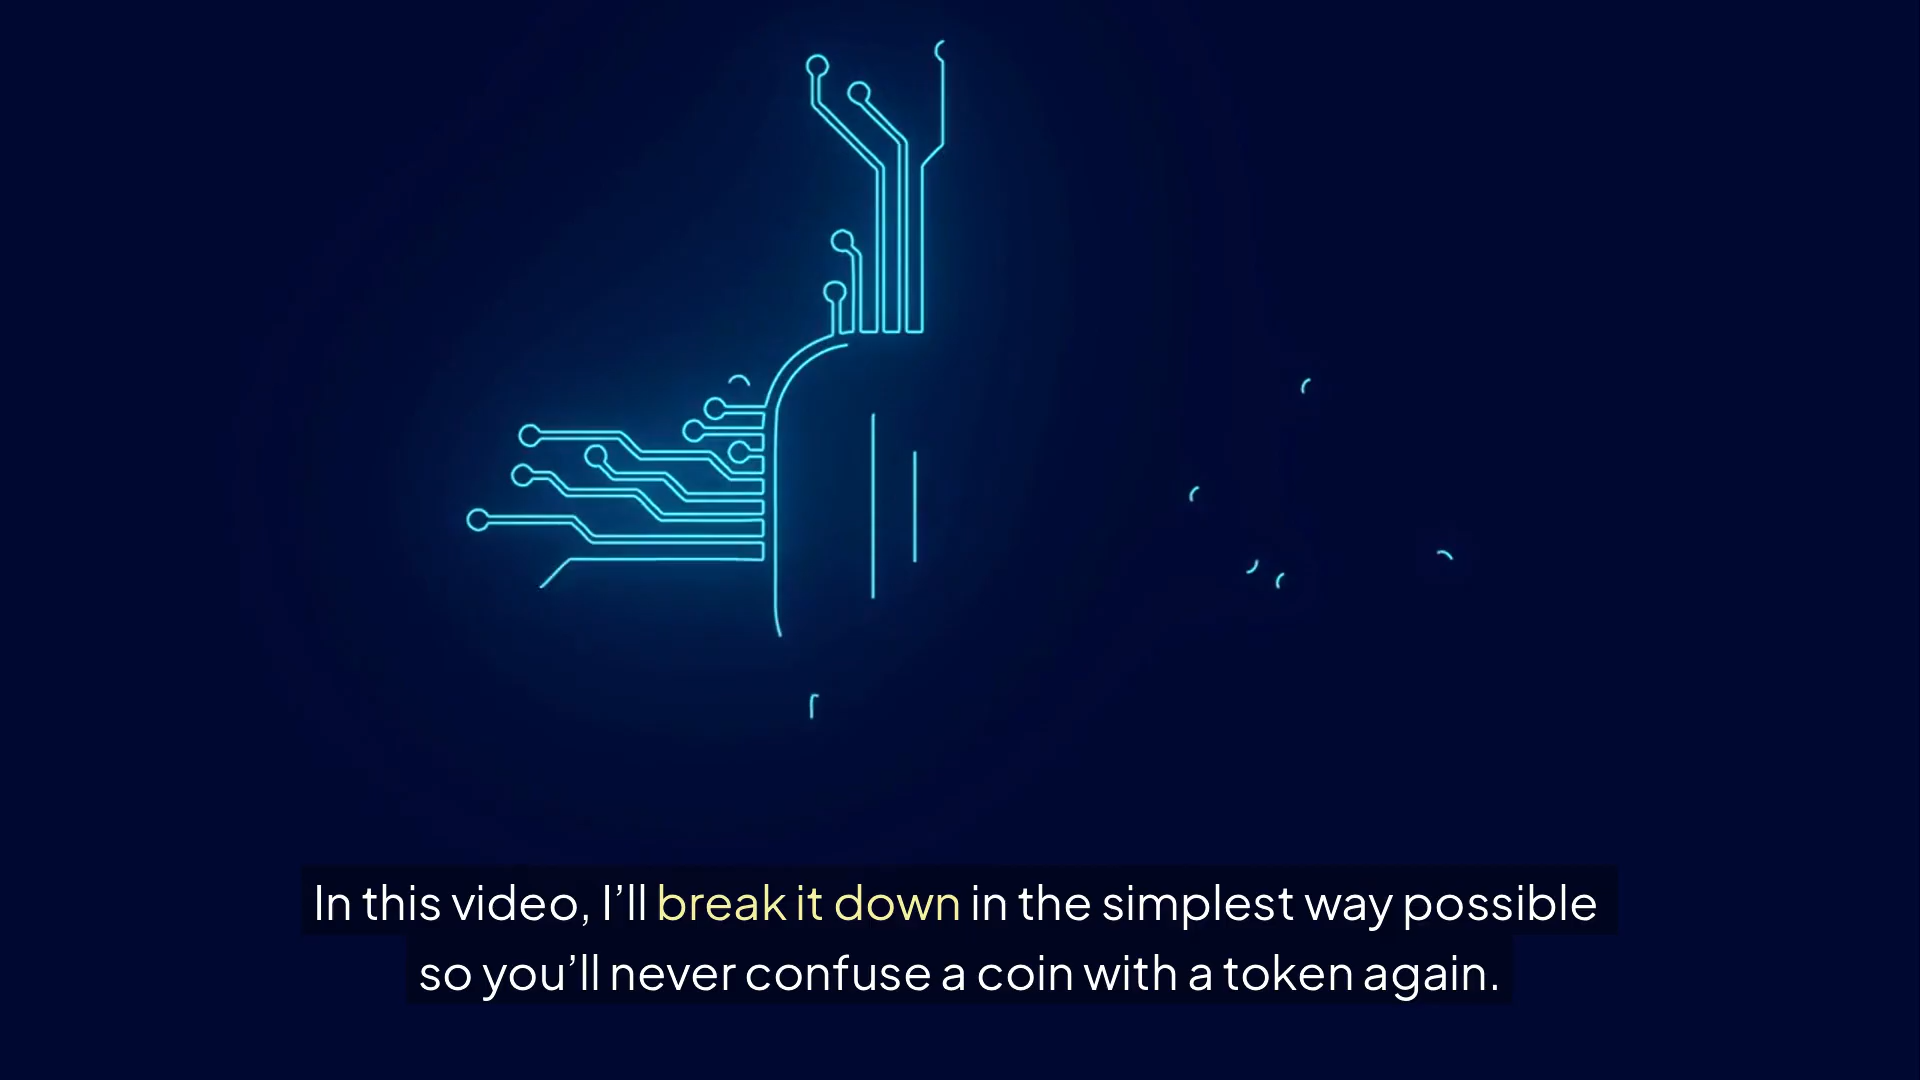 In this video, I’ll break it down in the simplest way possible
so you’ll never confuse a coin with a token again.